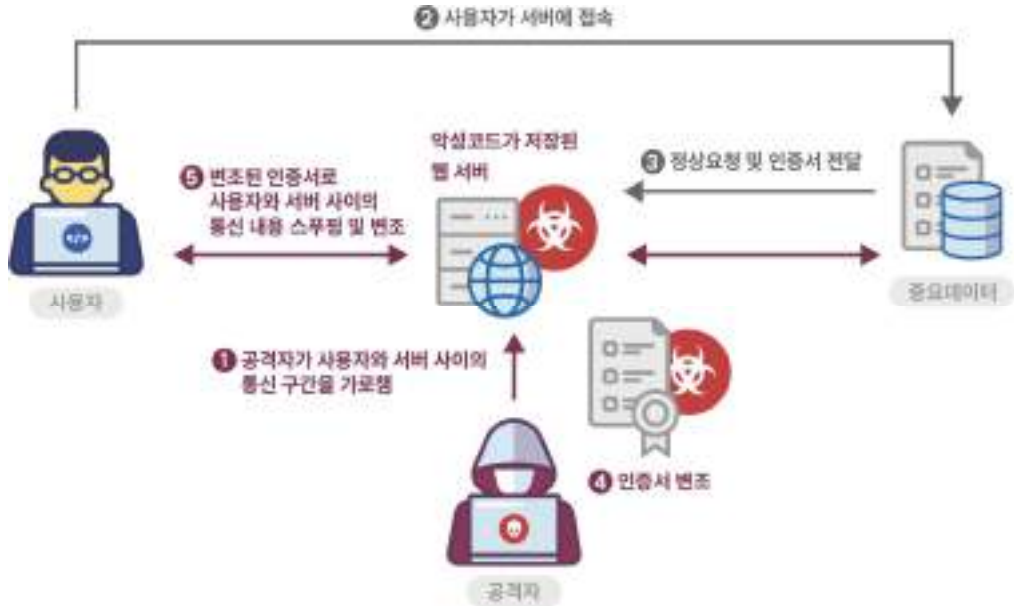 ❷ 사용자가 서버에 접속
악성코드가 저장된
웹 서버
❸ 정상요청 및 인증서 전달
❺ 변조된 인증서로
사용자와 서버 사이의
통신 내용 스푸핑 및 변조
</>
사용자
중요데이터
❶ 공격자가 사용자와 서버 사이의
통신 구간을 가로챔
❹ 인증서 변조
공격자